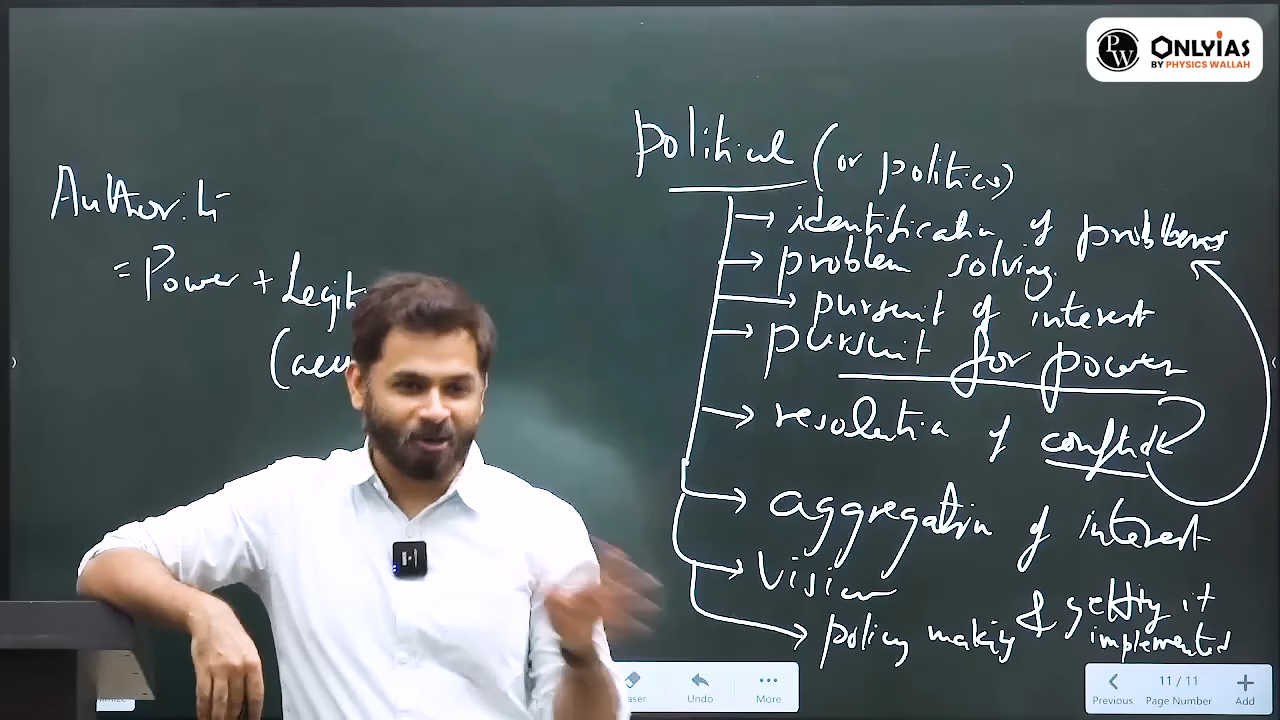 PW ONLYIAS
BY PHYSICS WALLAH
Political (or politics)
Authority
= Power + Legit
identification of problems
problem solving
pursuit of interest
pursuit for power
resolution of conflict
aggregation of interest
Vision
policy making & getting it
implemented
Undo
More
Previous
11 / 11
Page Number
Add